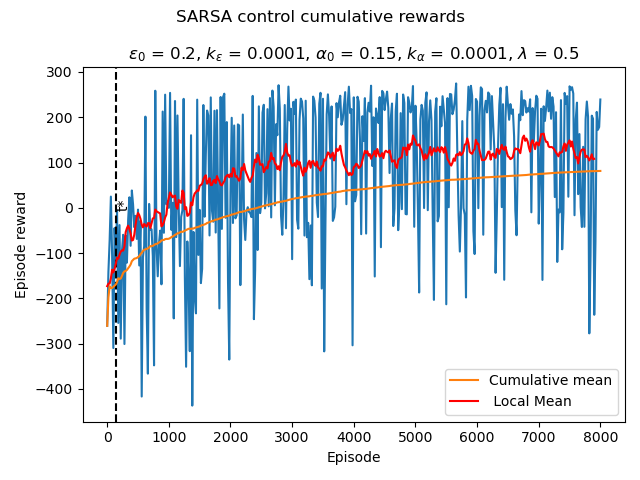 SARSA control cumulative rewards
ε₀ = 0.2, kε = 0.0001, α₀ = 0.15, kα = 0.0001, λ = 0.5
300
200
100
0
−100
−200
−300
−400
Episode reward
t*
Cumulative mean
Local Mean
0
1000
2000
3000
4000
5000
6000
7000
8000
Episode